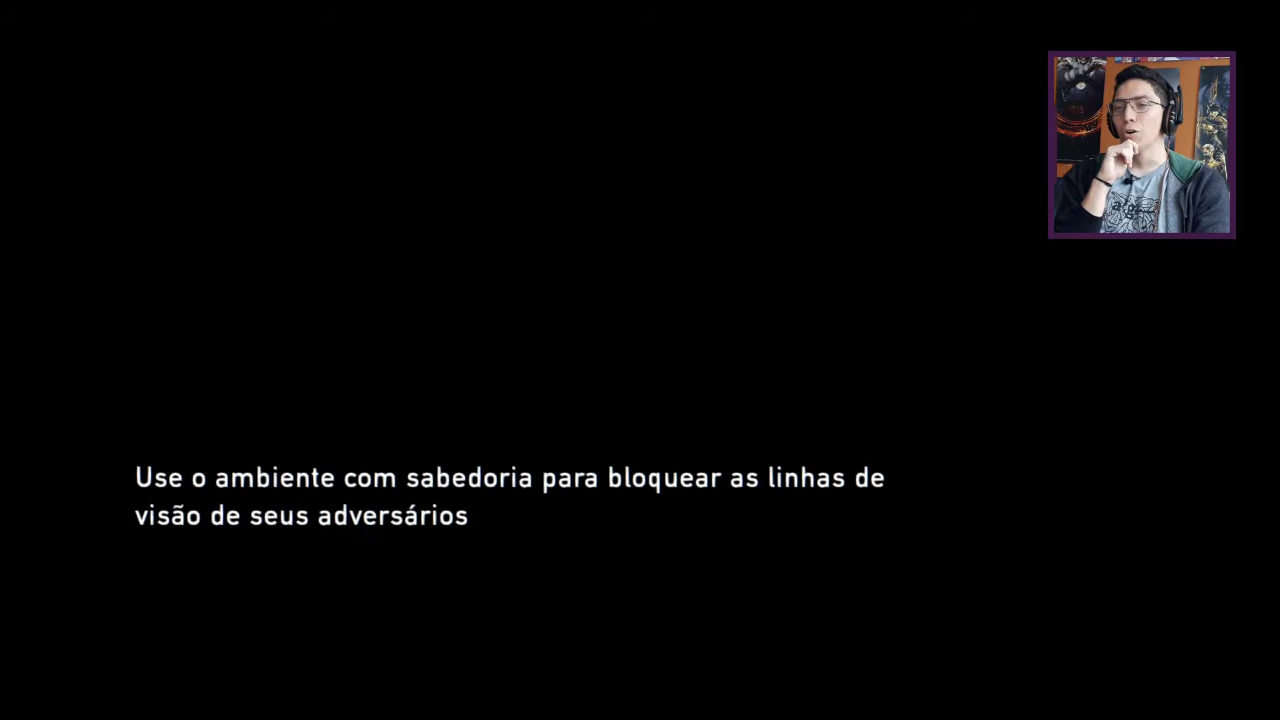 Use o ambiente com sabedoria para bloquear as linhas de
visão de seus adversários